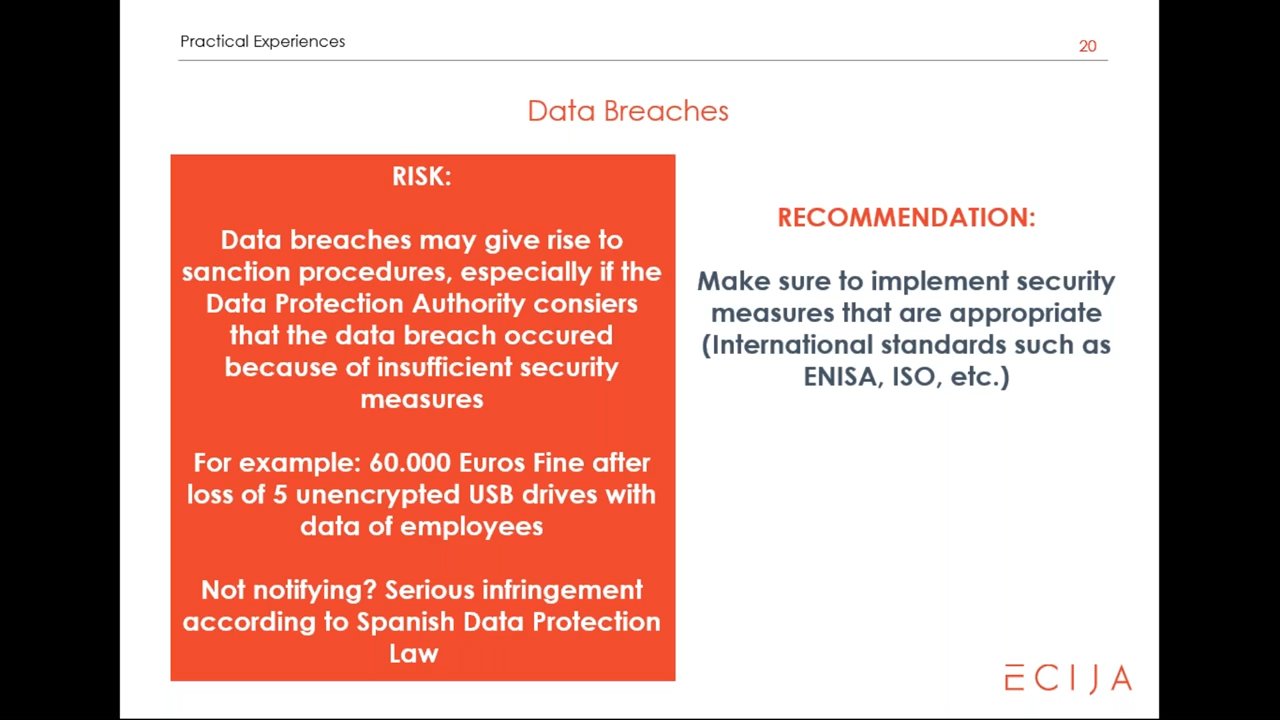 Practical Experiences
20
Data Breaches
RISK:
Data breaches may give rise to
sanction procedures, especially if the
Data Protection Authority consiers
that the data breach occured
because of insufficient security
measures
For example: 60.000 Euros Fine after
loss of 5 unencrypted USB drives with
data of employees
Not notifying? Serious infringement
according to Spanish Data Protection
Law
RECOMMENDATION:
Make sure to implement security
measures that are appropriate
(International standards such as
ENISA, ISO, etc.)
ECIJA